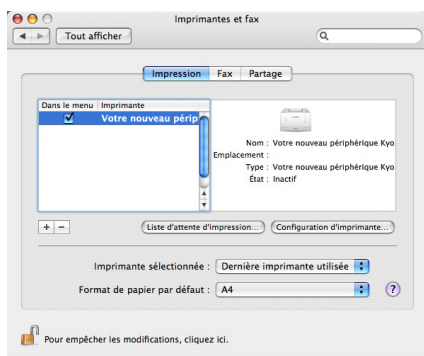 Imprimantes et fax
Tout afficher
Impression Fax Partage
Dans le menu Imprimante
Votre nouveau périp
Nom : Votre nouveau périphérique Kyo
Emplacement :
Type : Votre nouveau périphérique Kyo
État : Inactif
+ -
Liste d'attente d'impression... Configuration d'imprimante...
Imprimante sélectionnée : Dernière imprimante utilisée
Format de papier par défaut : A4 ?
Pour empêcher les modifications, cliquez ici.